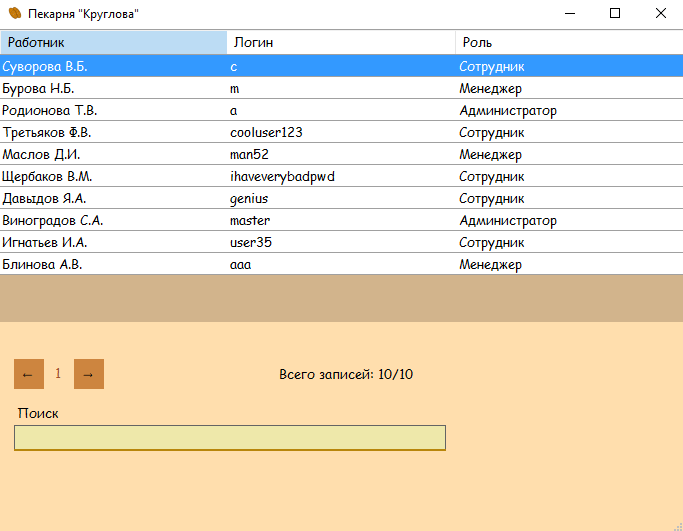 Пекарня "Круглова"
Работник Логин Роль
Суворова В.Б. c Сотрудник
Бурова Н.Б. m Менеджер
Родионова Т.В. a Администратор
Третьяков Ф.В. cooluser123 Сотрудник
Маслов Д.И. man52 Менеджер
Щербаков В.М. ihaveverybadpwd Сотрудник
Давыдов Я.А. genius Сотрудник
Виноградов С.А. master Администратор
Игнатьев И.А. user35 Сотрудник
Блинова А.В. aaa Менеджер
← 1 → Всего записей: 10/10
Поиск